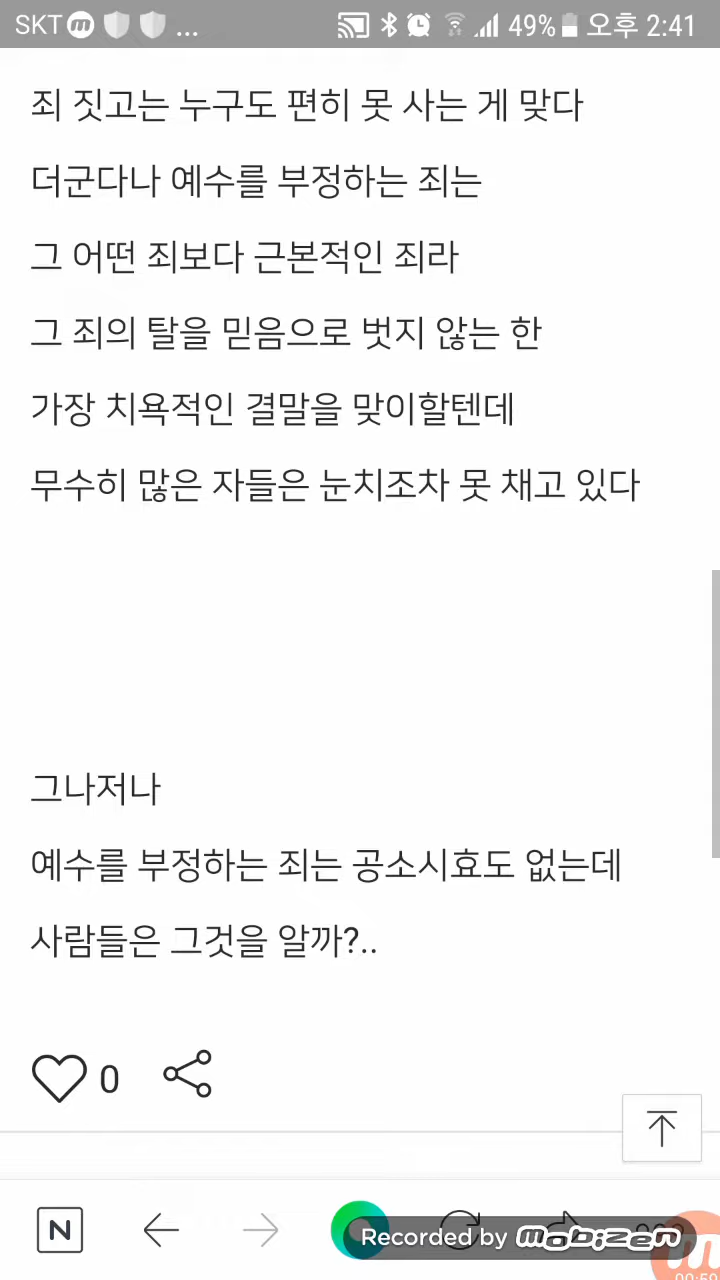 SKT m ... 49% 오후 2:41
죄 짓고는 누구도 편히 못 사는 게 맞다
더군다나 예수를 부정하는 죄는
그 어떤 죄보다 근본적인 죄라
그 죄의 탈을 믿음으로 벗지 않는 한
가장 치욕적인 결말을 맞이할텐데
무수히 많은 자들은 눈치조차 못 채고 있다
그나저나
예수를 부정하는 죄는 공소시효도 없는데
사람들은 그것을 알까?..
0
N
Recorded by mobizen